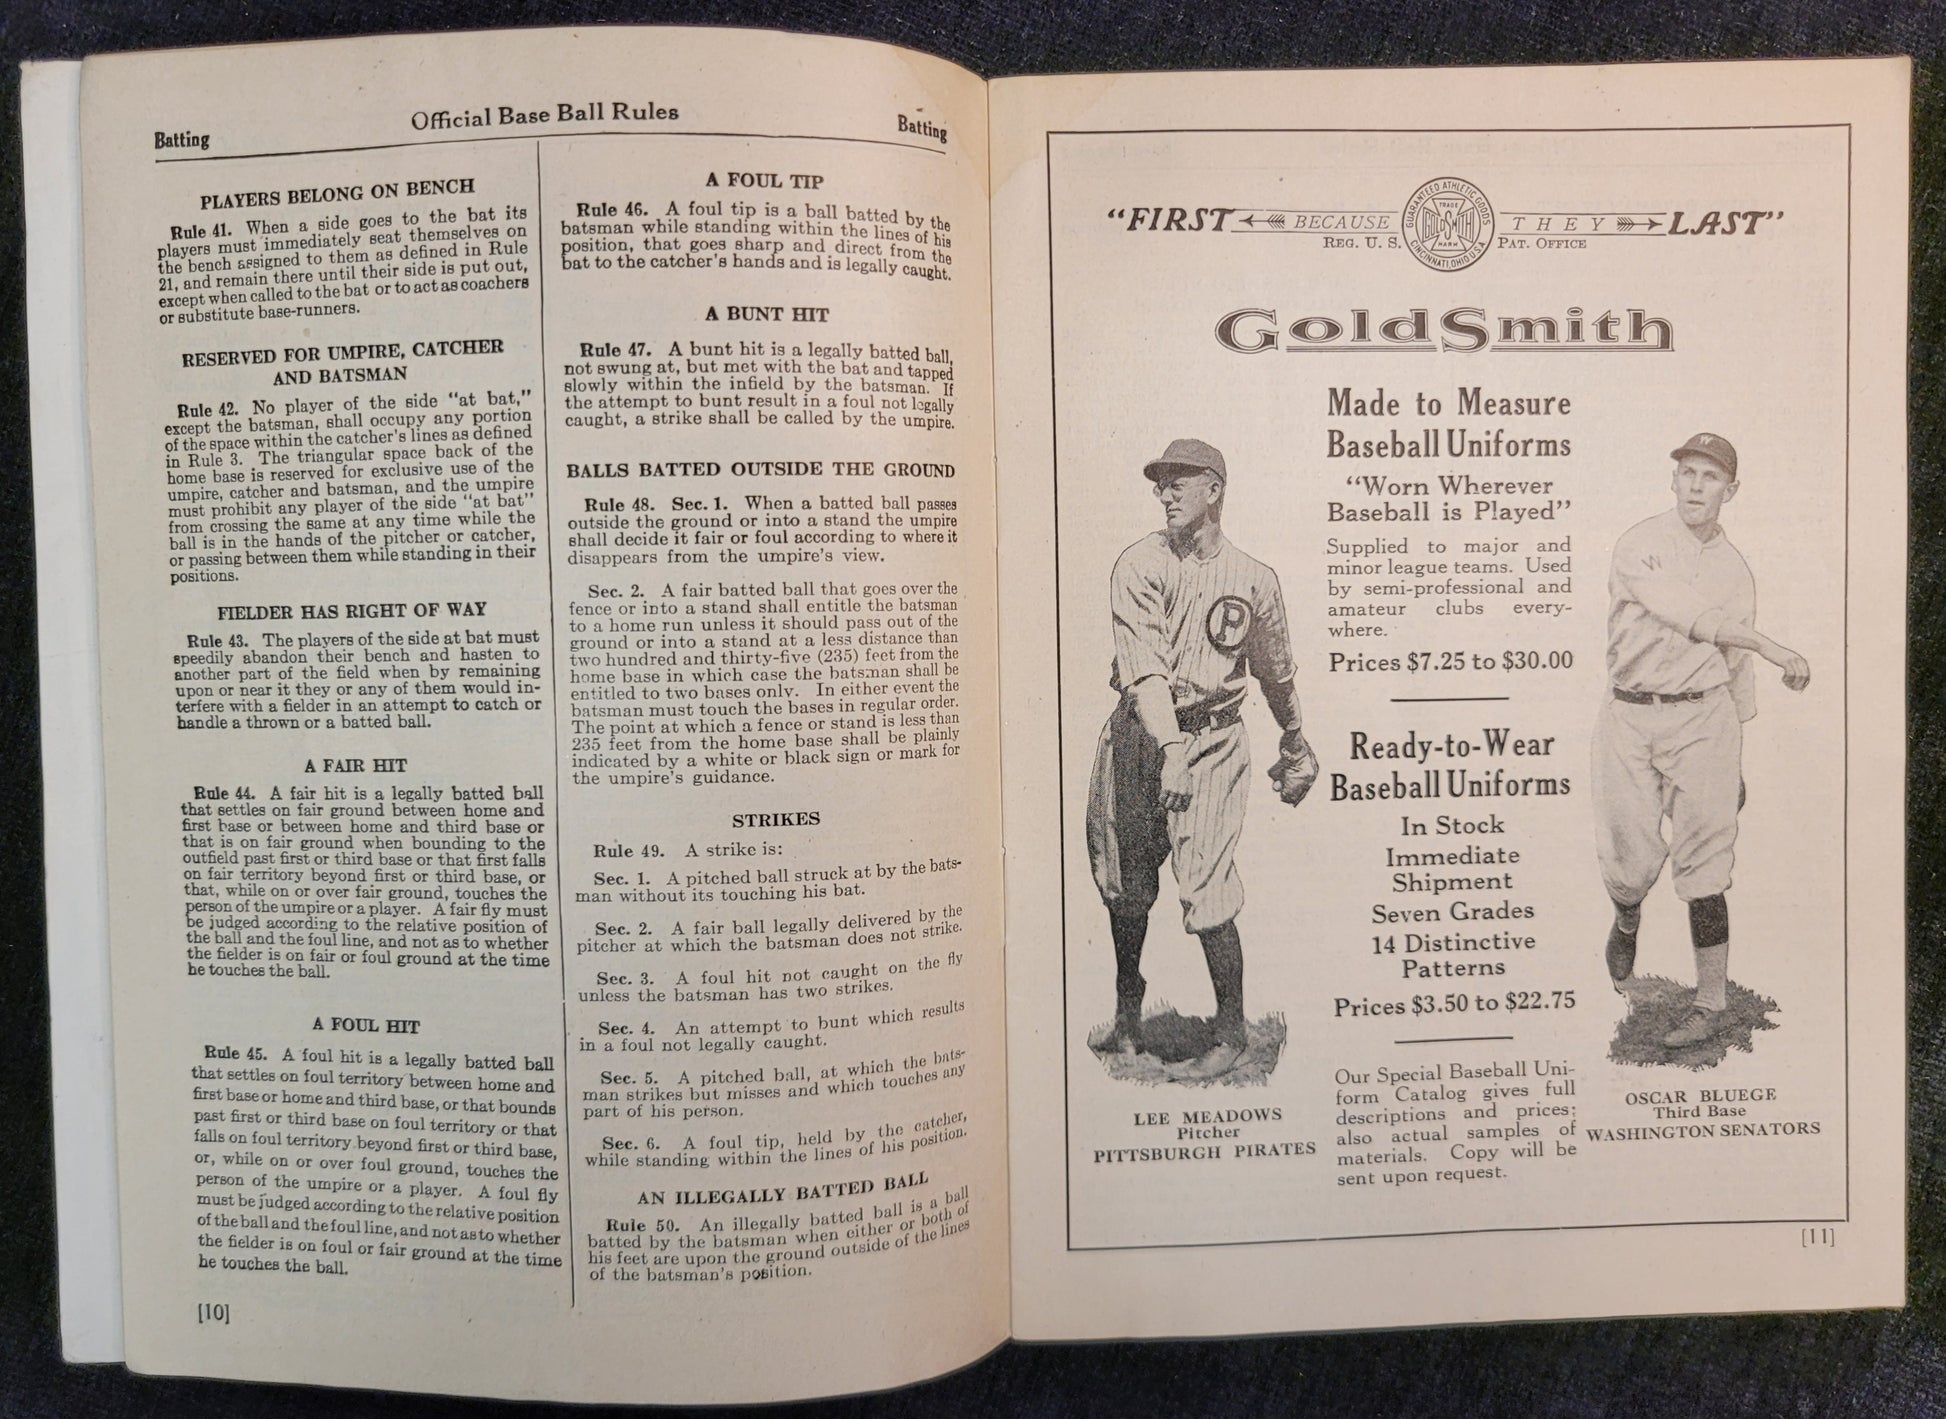 Official Base Ball Rules
Batting
Batting
PLAYERS BELONG ON BENCH
Rule 41. When a side goes to the bat its
players must immediately seat themselves on
the bench assigned to them as defined in Rule
21, and remain there until their side is put out,
except when called to the bat or to act as coachers
or substitute base-runners.
RESERVED FOR UMPIRE, CATCHER
AND BATSMAN
Rule 42. No player of the side "at bat,"
except the batsman, shall occupy any portion
of the space within the catcher's lines as defined
in Rule 3. The triangular space back of the
home base is reserved for exclusive use of the
umpire, catcher and batsman, and the umpire
must prohibit any player of the side "at bat"
from crossing the same at any time while the
ball is in the hands of the pitcher or catcher,
or passing between them while standing in their
positions.
FIELDER HAS RIGHT OF WAY
Rule 43. The players of the side at bat must
speedily abandon their bench and hasten to
another part of the field when by remaining
upon or near it they or any of them would in-
terfere with a fielder in an attempt to catch or
handle a thrown or a batted ball.
A FAIR HIT
Rule 44. A fair hit is a legally batted ball
that settles on fair ground between home and
first base or between home and third base or
that is on fair ground when bounding to the
outfield past first or third base or that first falls
on fair territory beyond first or third base, or
that, while on or over fair ground, touches the
person of the umpire or a player. A fair fly must
be judged according to the relative position of
the ball and the foul line, and not as to whether
the fielder is on fair or foul ground at the time
he touches the ball.
A FOUL HIT
Rule 45. A foul hit is a legally batted ball
that settles on foul territory between home and
first base or home and third base, or that bounds
past first or third base on foul territory or that
falls on foul territory beyond first or third base,
or, while on or over foul ground, touches the
person of the umpire or a player. A foul fly
must be judged according to the relative position
of the ball and the foul line, and not as to whether
the fielder is on foul or fair ground at the time
he touches the ball.
[10]
A FOUL TIP
Rule 46. A foul tip is a ball batted by the
batsman while standing within the lines of his
position, that goes sharp and direct from the
bat to the catcher's hands and is legally caught.
A BUNT HIT
Rule 47. A bunt hit is a legally batted ball,
not swung at, but met with the bat and tapped
slowly within the infield by the batsman. If
the attempt to bunt result in a foul not legally
caught, a strike shall be called by the umpire.
BALLS BATTED OUTSIDE THE GROUND
Rule 48. Sec. 1. When a batted ball passes
outside the ground or into a stand the umpire
shall decide it fair or foul according to where it
disappears from the umpire's view.
Sec. 2. A fair batted ball that goes over the
fence or into a stand shall entitle the batsman
to a home run unless it should pass out of the
ground or into a stand at a less distance than
two hundred and thirty-five (235) feet from the
home base in which case the batsman shall be
entitled to two bases only. In either event the
batsman must touch the bases in regular order.
The point at which a fence or stand is less than
235 feet from the home base shall be plainly
indicated by a white or black sign or mark for
the umpire's guidance.
STRIKES
Rule 49. A strike is:
Sec. 1. A pitched ball struck at by the bats-
man without its touching his bat.
Sec. 2. A fair ball legally delivered by the
pitcher at which the batsman does not strike.
Sec. 3. A foul hit not caught on the fly
unless the batsman has two strikes.
Sec. 4. An attempt to bunt which results
in a foul not legally caught.
Sec. 5. A pitched ball, at which the bats-
man strikes but misses and which touches any
part of his person.
Sec. 6. A foul tip, held by the catcher,
while standing within the lines of his position.
AN ILLEGALLY BATTED BALL
Rule 50. An illegally batted ball is a ball
batted by the batsman when either or both of
his feet are upon the ground outside of the lines
of the batsman's position.
"FIRST BECAUSE THEY LAST"
REG. U. S. PAT. OFFICE
GUARANTEED ATHLETIC GOODS
TRADE
GOLDSMITH
MARK
CINCINNATI, OHIO U.S.A.
GoldSmith
Made to Measure
Baseball Uniforms
"Worn Wherever
Baseball is Played"
Supplied to major and
minor league teams. Used
by semi-professional and
amateur clubs every-
where.
Prices $7.25 to $30.00
Ready-to-Wear
Baseball Uniforms
In Stock
Immediate
Shipment
Seven Grades
14 Distinctive
Patterns
Prices $3.50 to $22.75
Our Special Baseball Uni-
form Catalog gives full
descriptions and prices;
also actual samples of
materials. Copy will be
sent upon request.
P
LEE MEADOWS
Pitcher
PITTSBURGH PIRATES
W
W
OSCAR BLUEGE
Third Base
WASHINGTON SENATORS
[11]